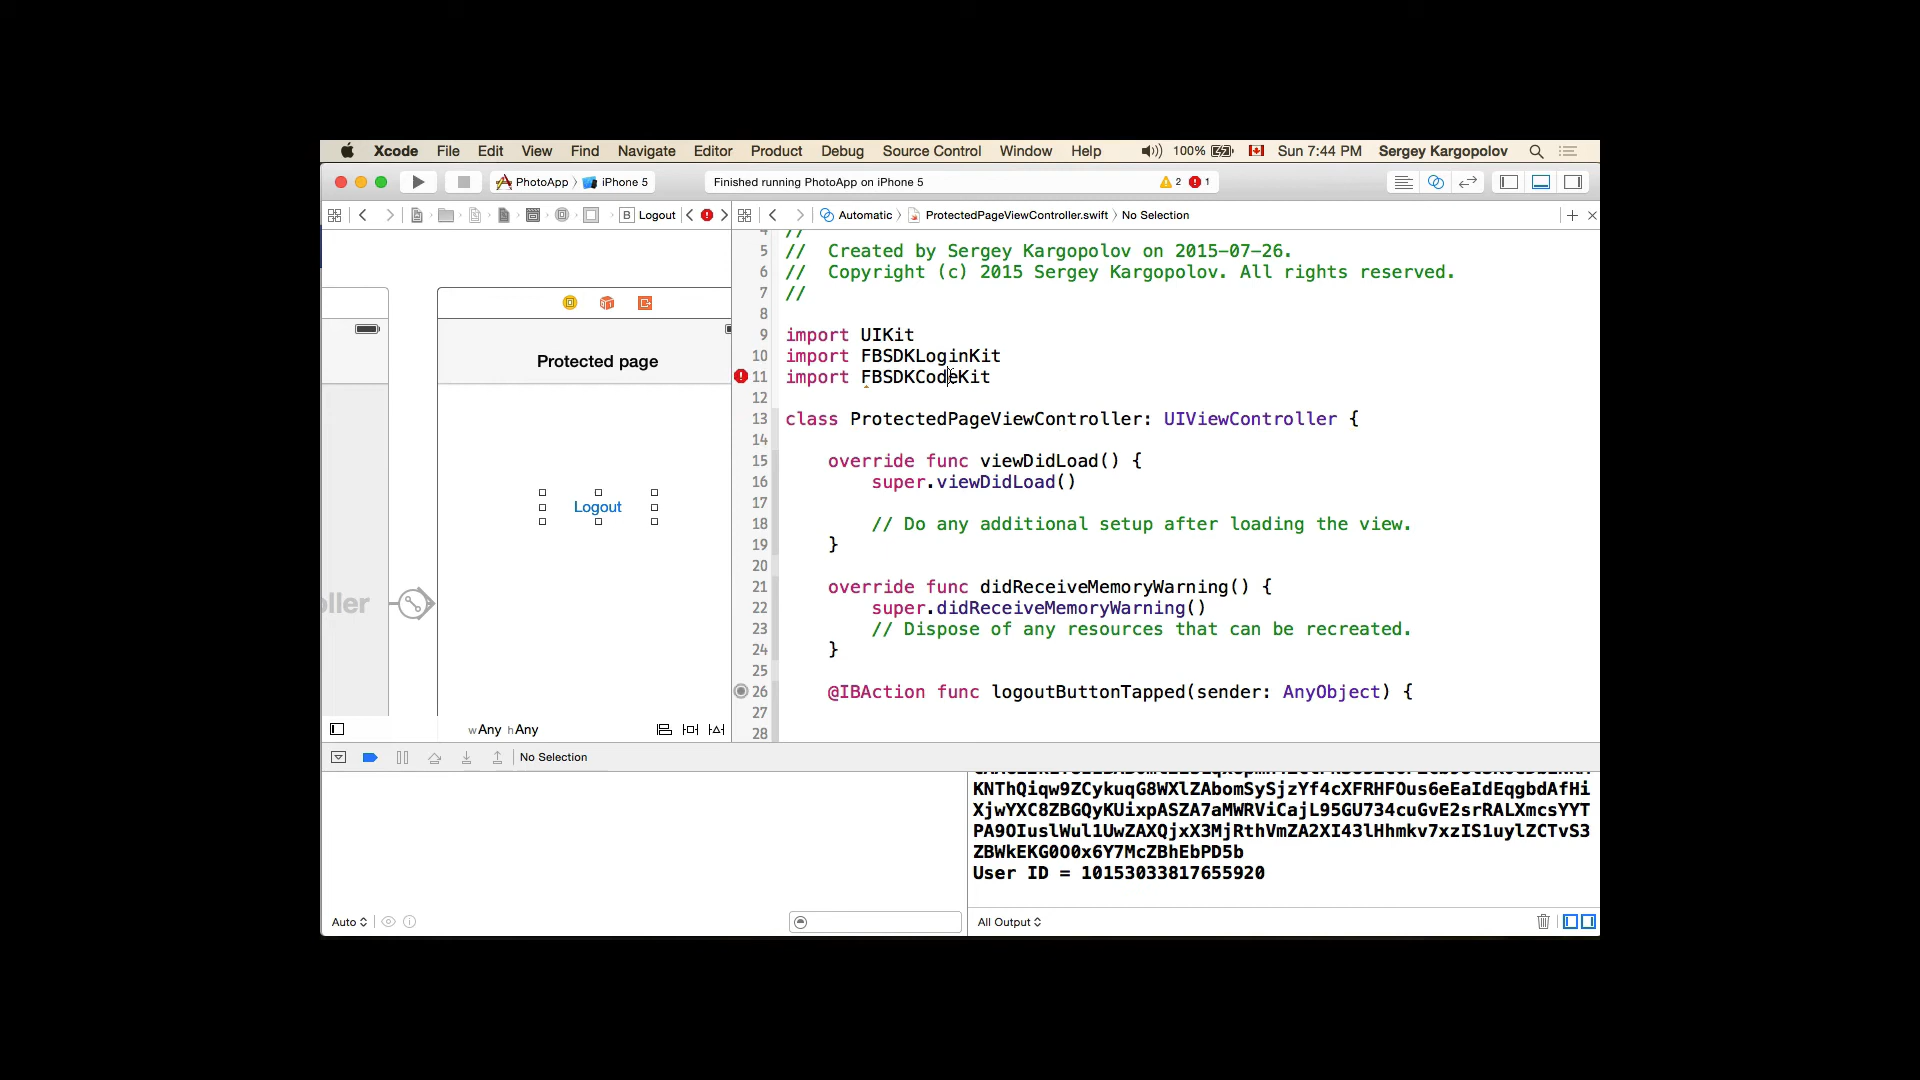 Xcode File Edit View Find Navigate Editor Product Debug Source Control Window Help 100% Sun 7:44 PM Sergey Kargopolov
PhotoApp iPhone 5 Finished running PhotoApp on iPhone 5 2 1
B Logout Automatic ProtectedPageViewController.swift No Selection
4 //
5 // Created by Sergey Kargopolov on 2015-07-26.
6 // Copyright (c) 2015 Sergey Kargopolov. All rights reserved.
7 //
8
9 import UIKit
10 import FBSDKLoginKit
11 import FBSDKCodeKit
12
13 class ProtectedPageViewController: UIViewController {
14
15 override func viewDidLoad() {
16 super.viewDidLoad()
17
18 // Do any additional setup after loading the view.
19 }
20
21 override func didReceiveMemoryWarning() {
22 super.didReceiveMemoryWarning()
23 // Dispose of any resources that can be recreated.
24 }
25
26 @IBAction func logoutButtonTapped(sender: AnyObject) {
27
28
Protected page
Logout
oller
wAny hAny
No Selection
KNThQiqw9ZCykuqG8WXlZAbomSySjzYf4cXFRHFOus6eEaIdEqgbdAfHi
XjwYXC8ZBGQyKUixpASZA7aMWRViCajL95GU734cuGvE2srRALXmcsYYT
PA9OIuslWul1UwZAXQjxX3MjRthVmZA2XI43lHhmkv7xzIS1uylZCTvS3
ZBWkEKG0O0x6Y7McZBhEbPD5b
User ID = 10153033817655920
Auto All Output